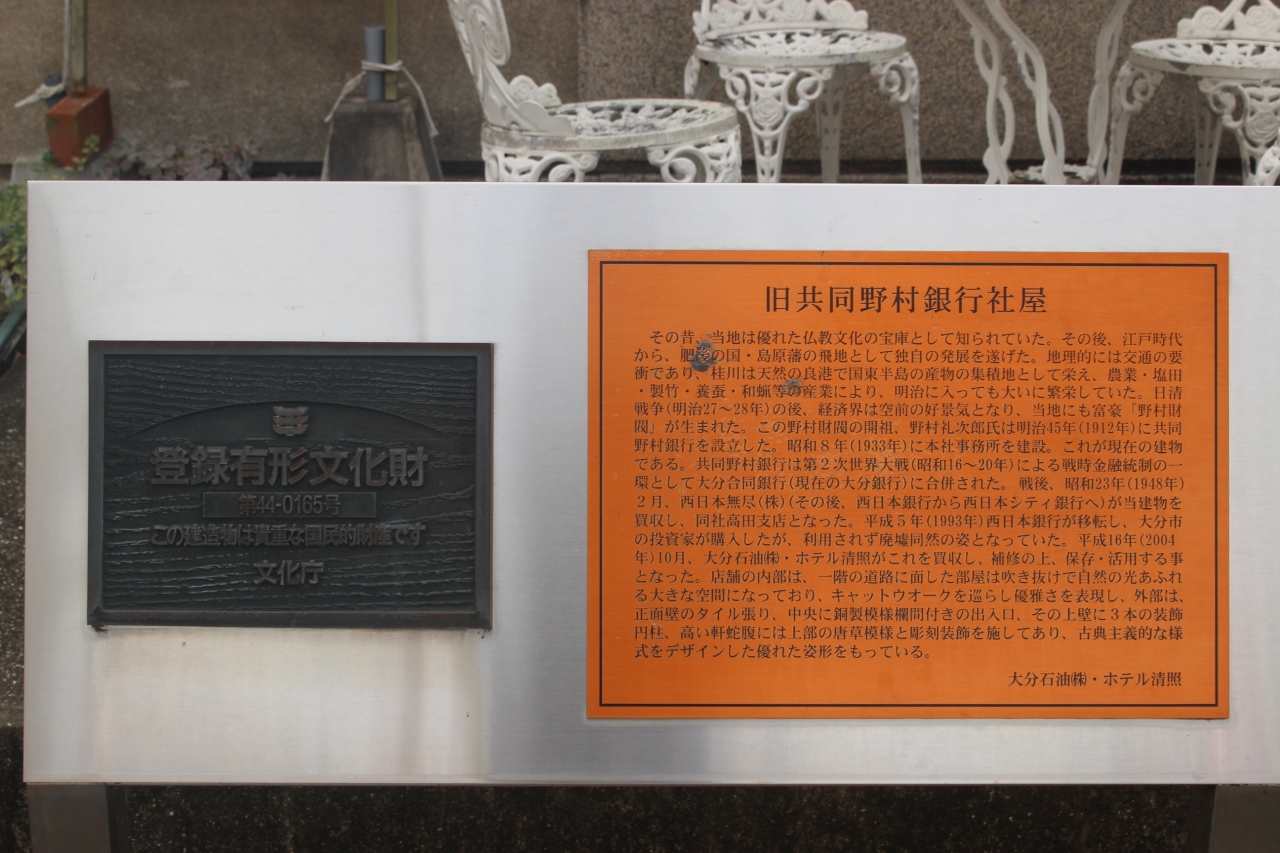 登録有形文化財
第44-0165号
この建造物は貴重な国民的財産です
文化庁
旧共同野村銀行社屋
その昔、当地は優れた仏教文化の宝庫として知られていた。その後、江戸時代
から、肥後の国・島原藩の飛地として独自の発展を遂げた。地理的には交通の要
衝であり、桂川は天然の良港で国東半島の産物の集積地として栄え、農業・塩田
・製竹・養蚕・和蝋等の産業により、明治に入っても大いに繁栄していた。日清
戦争(明治27〜28年)の後、経済界は空前の好景気となり、当地にも富豪「野村財
閥」が生まれた。この野村財閥の開祖、野村礼次郎氏は明治45年(1912年)に共同
野村銀行を設立した。昭和8年(1933年)に本社事務所を建設。これが現在の建物
である。共同野村銀行は第2次世界大戦(昭和16〜20年)による戦時金融統制の一
環として大分合同銀行(現在の大分銀行)に合併された。戦後、昭和23年(1948年)
2月、西日本無尽(株)(その後、西日本銀行から西日本シティ銀行へ)が当建物を
買収し、同社高田支店となった。平成5年(1993年)西日本銀行が移転し、大分市
の投資家が購入したが、利用されず廃墟同然の姿となっていた。平成16年(2004
年)10月、大分石油㈱・ホテル清照がこれを買収し、補修の上、保存・活用する事
となった。店舗の内部は、一階の道路に面した部屋は吹き抜けで自然の光あふれ
る大きな空間になっており、キャットウオークを巡らし優雅さを表現し、外部は、
正面壁のタイル張り、中央に銅製模様欄間付きの出入口、その上壁に3本の装飾
円柱、高い軒蛇腹には上部の唐草模様と彫刻装飾を施してあり、古典主義的な様
式をデザインした優れた姿形をもっている。
大分石油㈱・ホテル清照